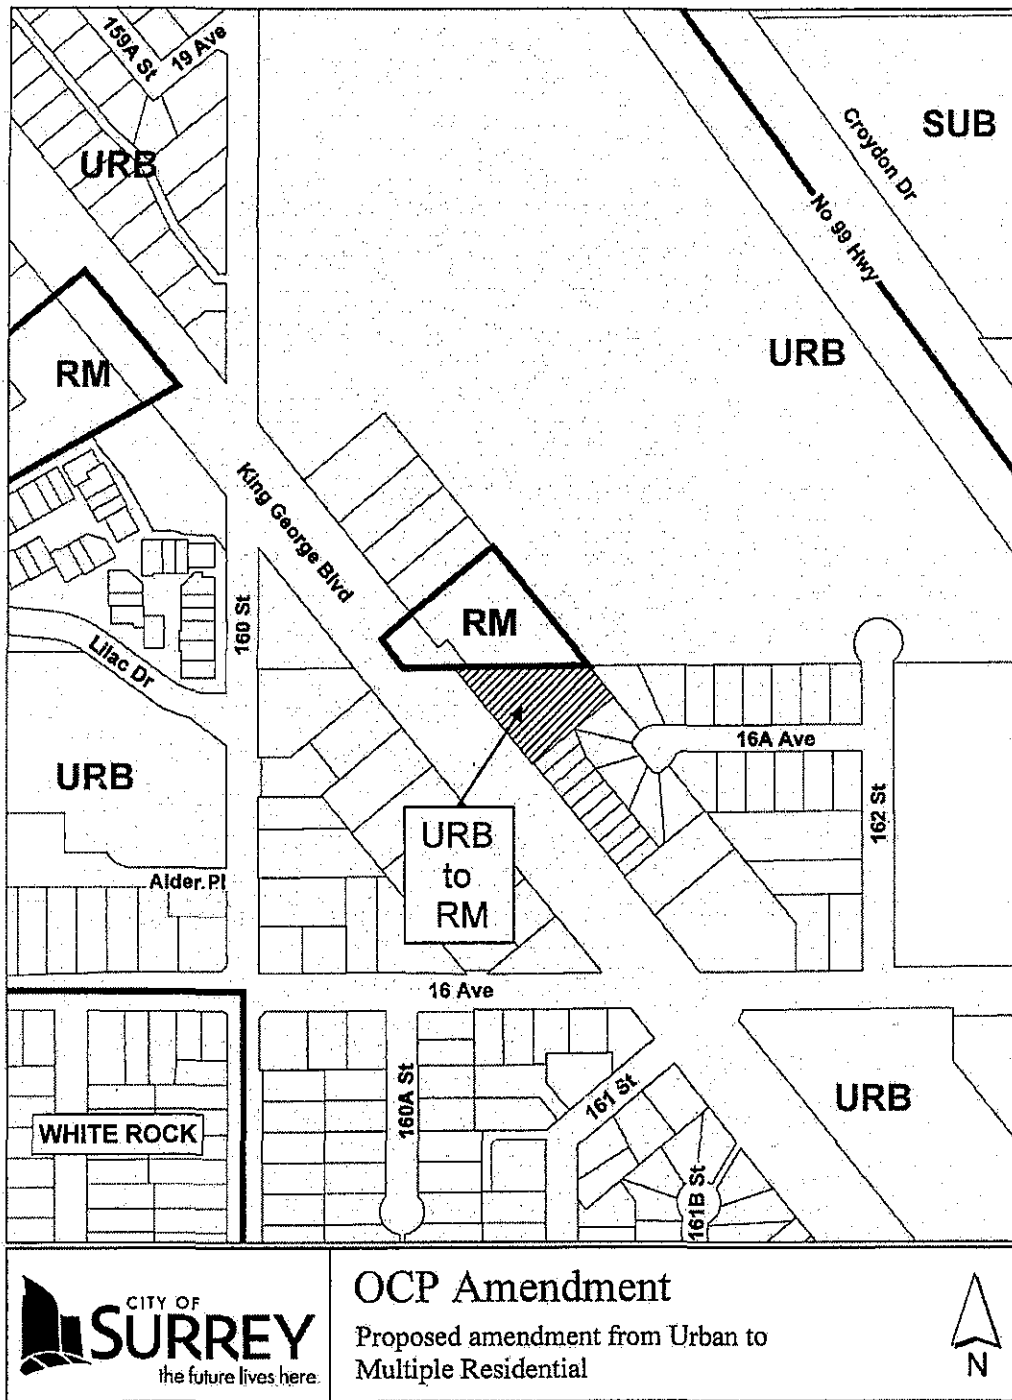 159A St
19 Ave
URB
SUB
Croydon Dr
No 99 Hwy
URB
RM
King George Blvd
RM
160 St
Lilac Dr
16A Ave
URB
162 St
URB
to
RM
Alder Pl
16 Ave
160A St
161 St
URB
WHITE ROCK
161B St
CITY OF
SURREY
the future lives here.
OCP Amendment
Proposed amendment from Urban to
Multiple Residential
N